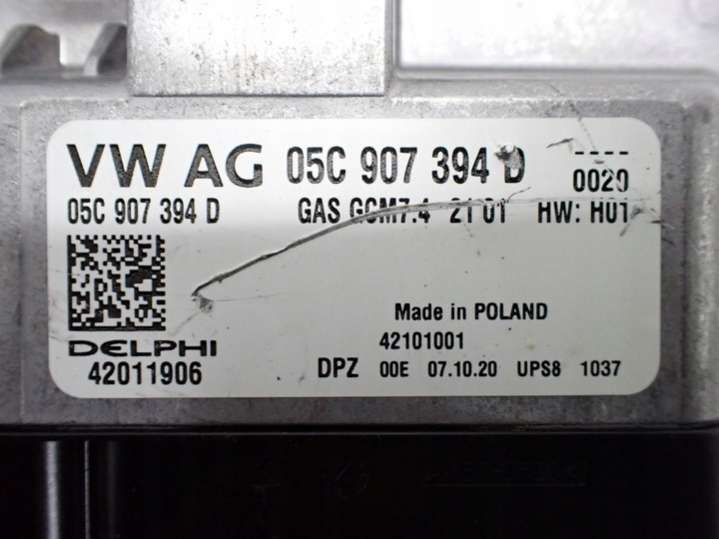 VW AG 05C 907 394 D ----
0020
05C 907 394 D GAS GCM7.4 21 01 HW: H01
Made in POLAND
DELPHI 42101001
42011906 DPZ 00E 07.10.20 UPS8 1037